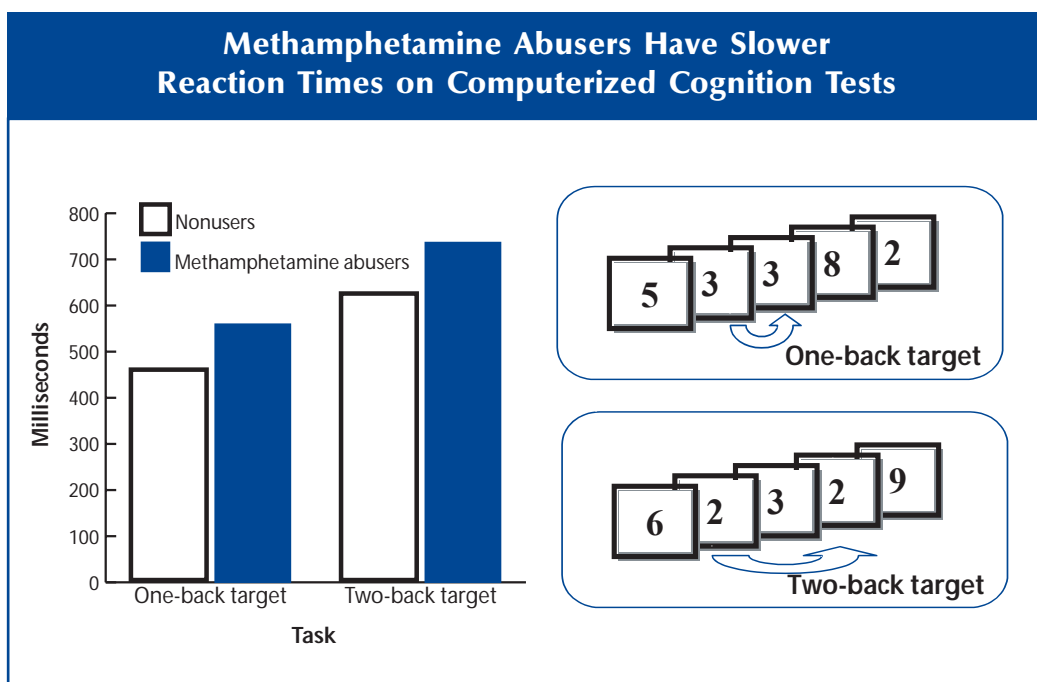 Methamphetamine Abusers Have Slower
Reaction Times on Computerized Cognition Tests
Milliseconds
800
700
600
500
400
300
200
100
0
Nonusers
Methamphetamine abusers
One-back target
Two-back target
Task
5 3 3 8 2
One-back target
6 2 3 2 9
Two-back target